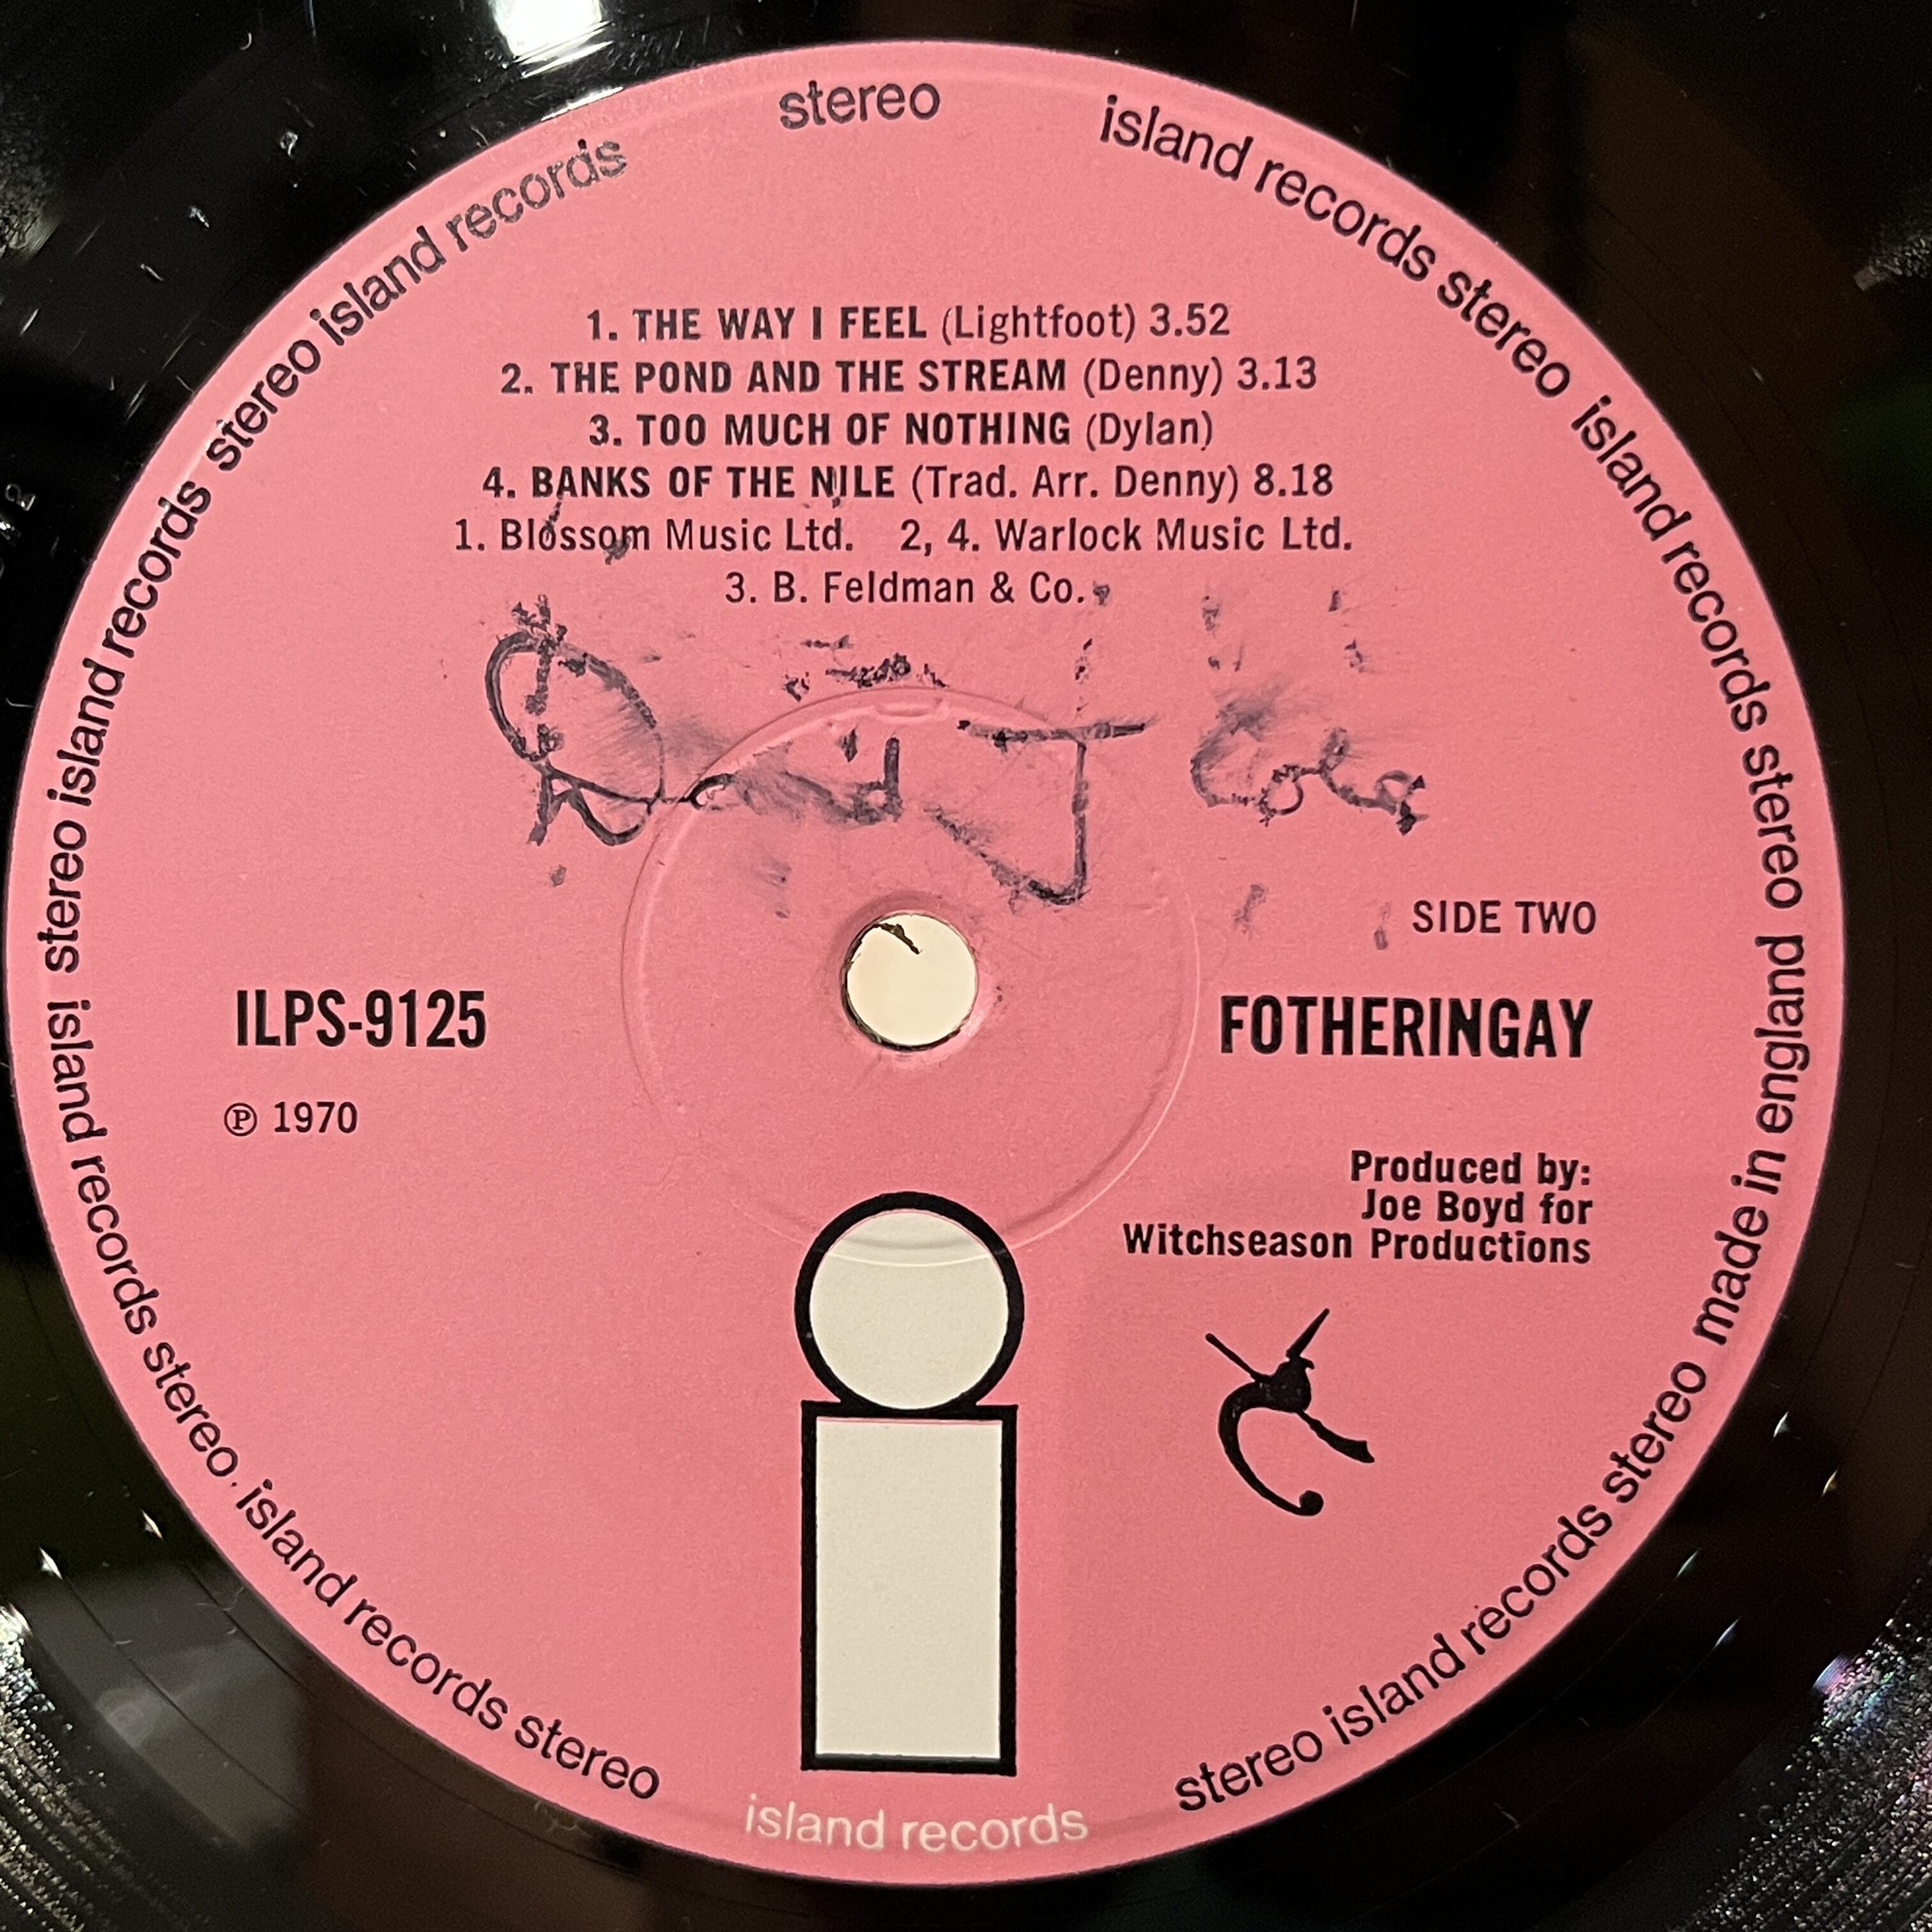 stereo
island records stereo island records stereo island records stereo made in england
stereo island records stereo island records stereo island records
1. THE WAY I FEEL (Lightfoot) 3.52
2. THE POND AND THE STREAM (Denny) 3.13
3. TOO MUCH OF NOTHING (Dylan)
4. BANKS OF THE NILE (Trad. Arr. Denny) 8.18
1. Blossom Music Ltd. 2, 4. Warlock Music Ltd.
3. B. Feldman & Co.
SIDE TWO
ILPS-9125
FOTHERINGAY
℗ 1970
Produced by:
Joe Boyd for
Witchseason Productions
island records stereo. island records stereo
stereo island records stereo
island records